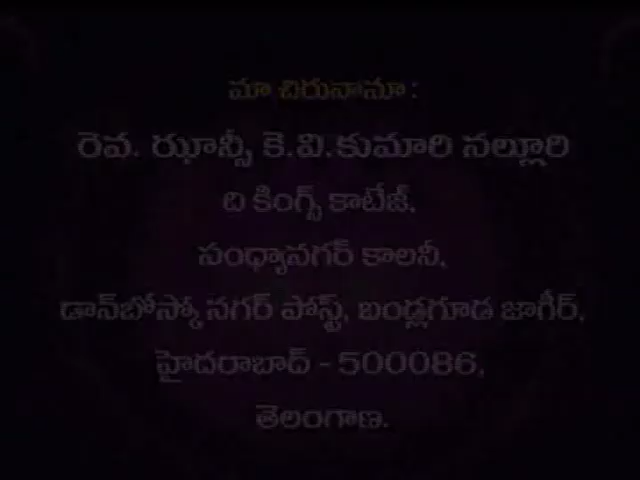 మా చిరునామా :
రెవ. ఝాన్సీ కె.వి.కుమారి నల్లూరి
ది కింగ్స్ కాటేజ్,
సంధ్యానగర్ కాలనీ,
డాన్‌బోస్కో నగర్ పోస్ట్, బండ్లగూడ జాగీర్,
హైదరాబాద్ - 500086,
తెలంగాణ.